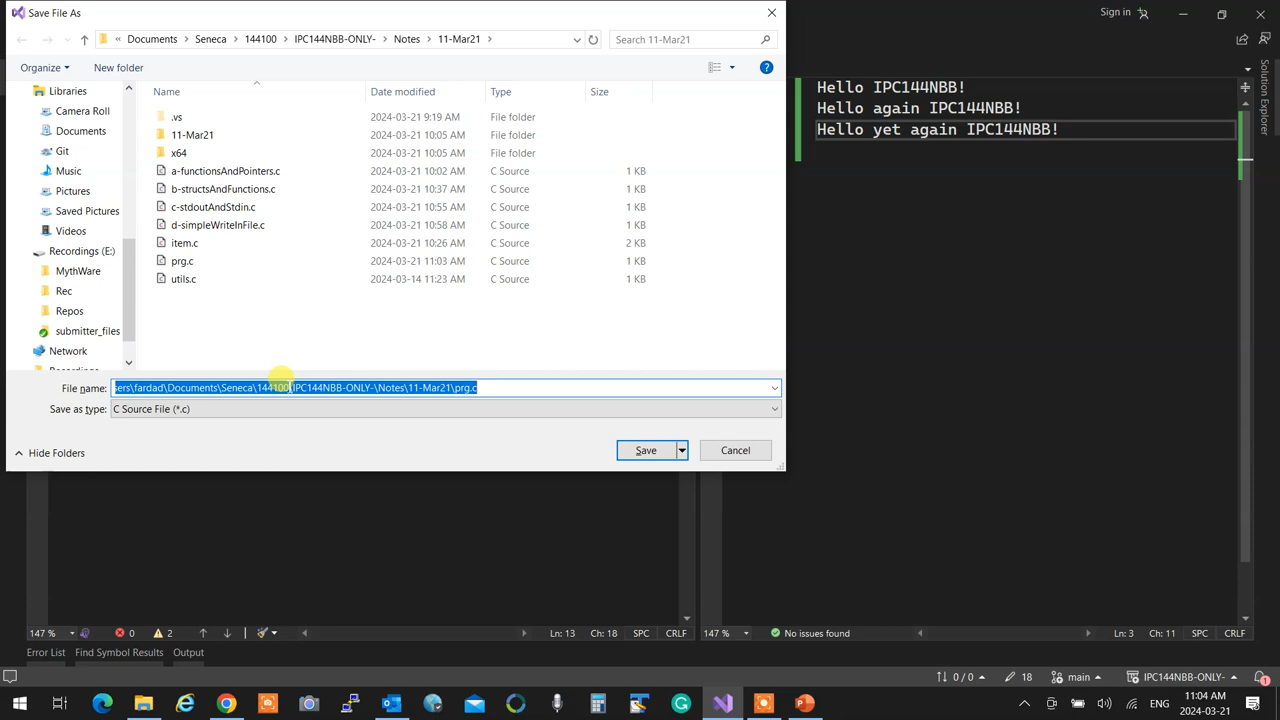 Save File As
Sign in
« Documents > Seneca > 144100 > IPC144NBB-ONLY- > Notes > 11-Mar21 >
Search 11-Mar21
Organize
New folder
Solution Explorer
Libraries
Camera Roll
Documents
Git
Music
Pictures
Saved Pictures
Videos
Recordings (E:)
MythWare
Rec
Repos
submitter_files
Network
Name Date modified Type Size
.vs 2024-03-21 9:19 AM File folder
11-Mar21 2024-03-21 10:05 AM File folder
x64 2024-03-21 10:05 AM File folder
a-functionsAndPointers.c 2024-03-21 10:02 AM C Source 1 KB
b-structsAndFunctions.c 2024-03-21 10:37 AM C Source 1 KB
c-stdoutAndStdin.c 2024-03-21 10:55 AM C Source 1 KB
d-simpleWriteInFile.c 2024-03-21 10:58 AM C Source 1 KB
item.c 2024-03-21 10:26 AM C Source 2 KB
prg.c 2024-03-21 11:03 AM C Source 1 KB
utils.c 2024-03-14 11:23 AM C Source 1 KB
Hello IPC144NBB!
Hello again IPC144NBB!
Hello yet again IPC144NBB!
File name: sers\fardad\Documents\Seneca\144100\IPC144NBB-ONLY-\Notes\11-Mar21\prg.c
Save as type: C Source File (*.c)
Hide Folders
Save
Cancel
147 % 0 2 Ln: 13 Ch: 18 SPC CRLF
147 % No issues found Ln: 3 Ch: 11 SPC CRLF
Error List Find Symbol Results Output
0 / 0 18 main IPC144NBB-ONLY- 1
ENG
11:04 AM
2024-03-21